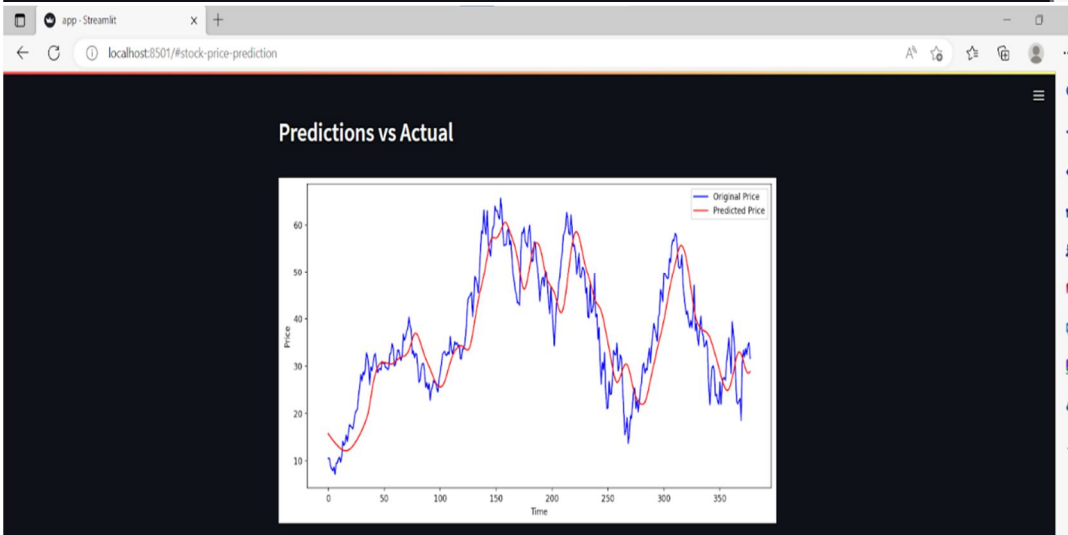 app - Streamlit
localhost:8501/#stock-price-prediction
Predictions vs Actual
Original Price
Predicted Price
60
50
40
30
20
10
Price
0 50 100 150 200 250 300 350
Time